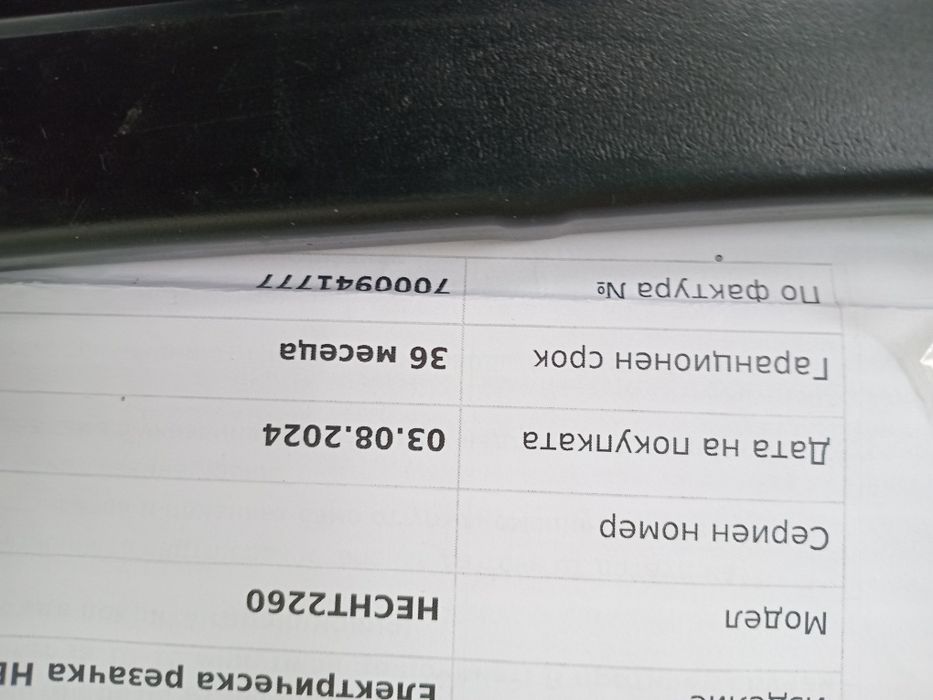 Електрическа резачка
Модел HECHT2260
Сериен номер
Дата на покупката 03.08.2024
Гаранционен срок 36 месеца
По фактура № 7000941777